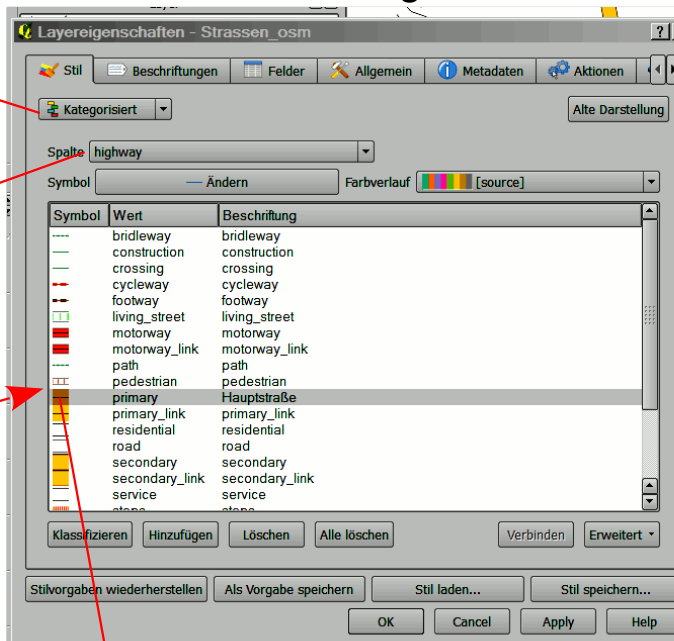 Layereigenschaften - Strassen_osm
Stil Beschriftungen Felder Allgemein Metadaten Aktionen
Kategorisiert Alte Darstellung
Spalte highway
Symbol Ändern Farbverlauf [source]
Symbol Wert Beschriftung
bridleway bridleway
construction construction
crossing crossing
cycleway cycleway
footway footway
living_street living_street
motorway motorway
motorway_link motorway_link
path path
pedestrian pedestrian
primary Hauptstraße
primary_link primary_link
residential residential
road road
secondary secondary
secondary_link secondary_link
service service
Klassifizieren Hinzufügen Löschen Alle löschen Verbinden Erweitert
Stilvorgaben wiederherstellen Als Vorgabe speichern Stil laden... Stil speichern...
OK Cancel Apply Help